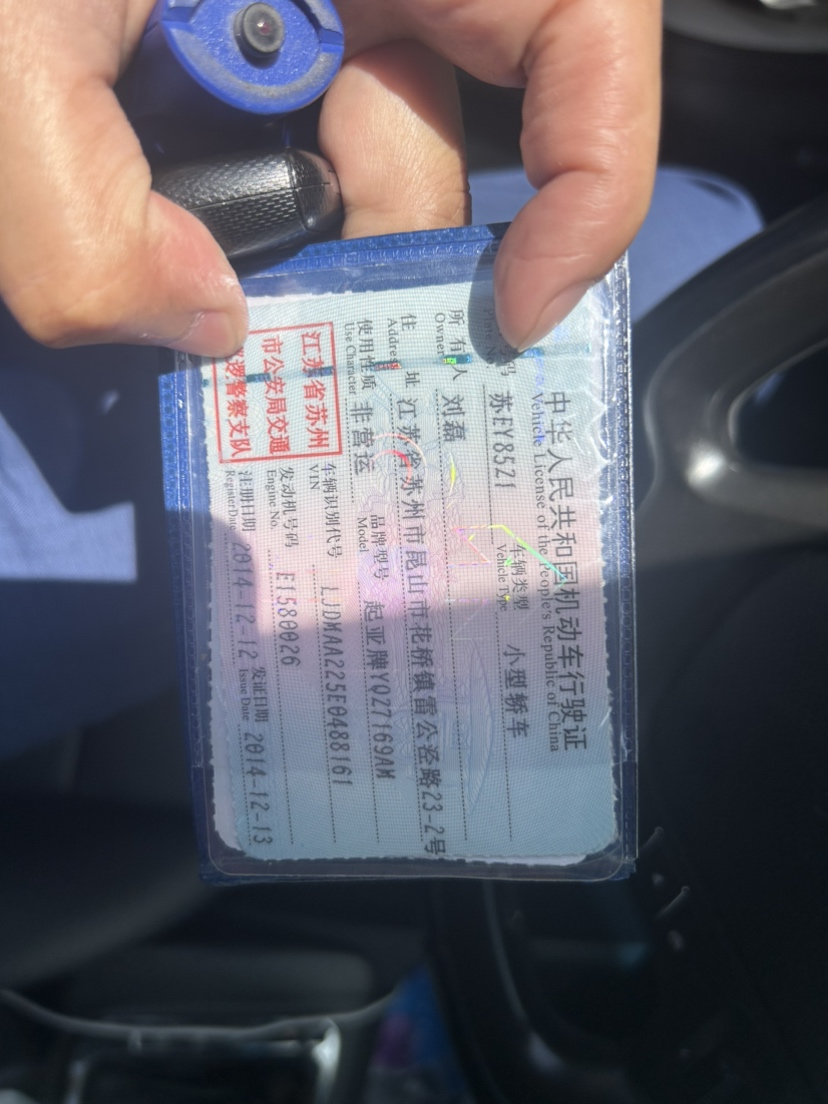 中华人民共和国机动车行驶证
Vehicle License of the People's Republic of China
码 苏EY85Z1 车辆类型 小型轿车
Vehicle Type
所有人 刘磊
Owner
住址 江苏省苏州市昆山市花桥镇雷公泾路23-2号
Address
使用性质 非营运 品牌型号 起亚牌YQZ7169AM
Use Character Model
江苏省苏州
市公安局交通
警察支队
车辆识别代号 LJDMAA225E0488161
VIN
发动机号码 E1580026
Engine No.
注册日期 2014-12-12 发证日期 2014-12-13
Register Date Issue Date